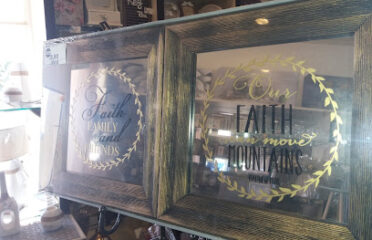 Faith
FAMILY
and
FRIENDS
Our
FAITH
can move
MOUNTAINS